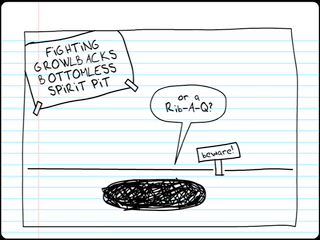 FIGHTING
GROWLBACKS
BOTTOMLESS
SPIRIT PIT
or a
Rib-A-Q?
beware!